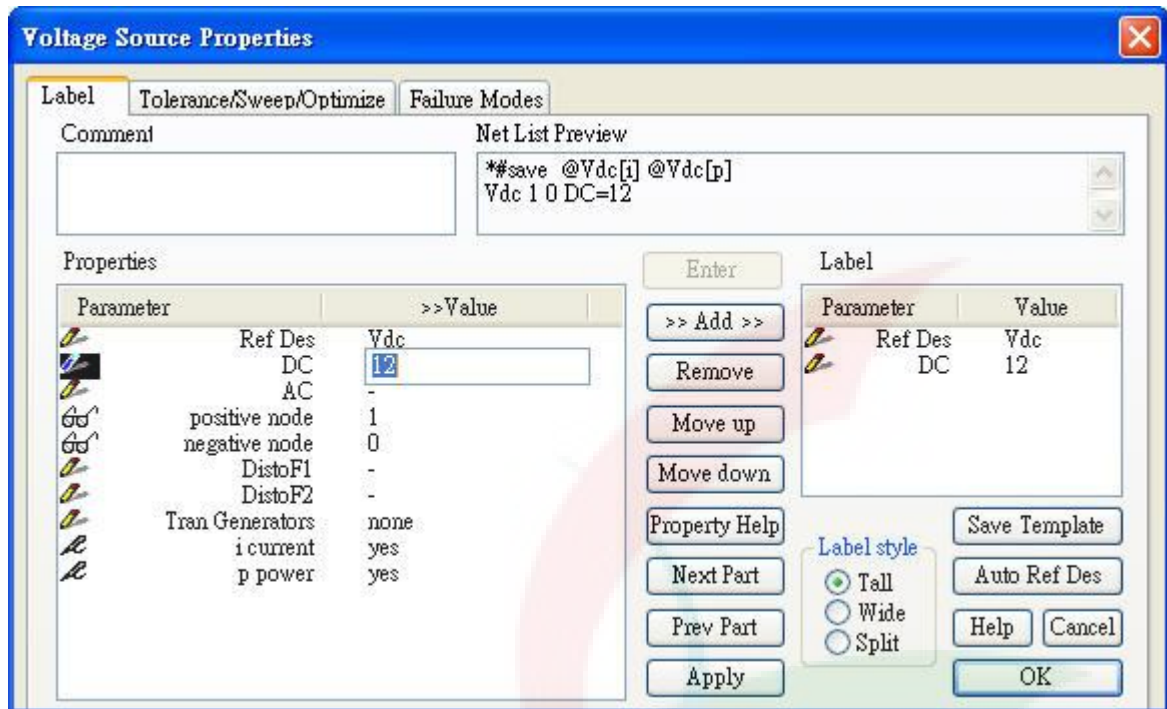 Voltage Source Properties
Label
Tolerance/Sweep/Optimize
Failure Modes
Comment
Net List Preview
*#save @Vdc[i] @Vdc[p]
Vdc 1 0 DC=12
Properties
Parameter >>Value
Ref Des Vdc
DC 12
AC -
positive node 1
negative node 0
DistoF1 -
DistoF2 -
Tran Generators none
i current yes
p power yes
Enter
>> Add >>
Remove
Move up
Move down
Property Help
Next Part
Prev Part
Apply
Label
Parameter Value
Ref Des Vdc
DC 12
Label style
Tall
Wide
Split
Save Template
Auto Ref Des
Help
Cancel
OK